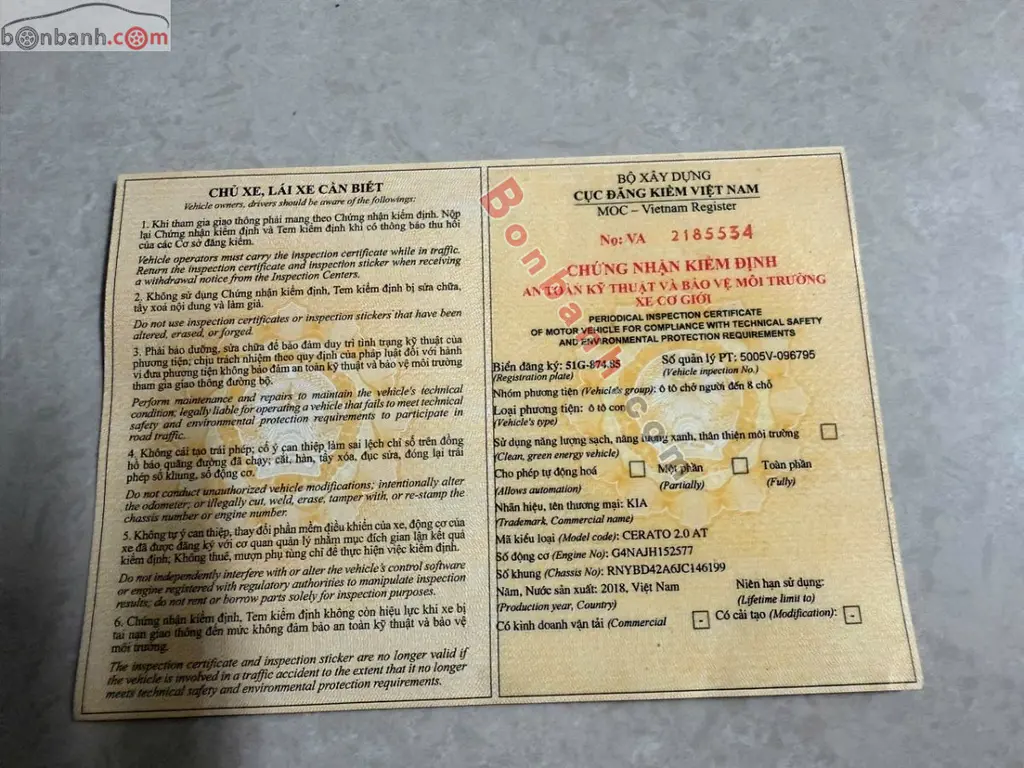 bonbanh.com
CHỦ XE, LÁI XE CẦN BIẾT
Vehicle owners, drivers should be aware of the followings:
1. Khi tham gia giao thông phải mang theo Chứng nhận kiểm định. Nộp
lại Chứng nhận kiểm định và Tem kiểm định khi có thông báo thu hồi
của các Cơ sở đăng kiểm.
Vehicle operators must carry the inspection certificate while in traffic.
Return the inspection certificate and inspection sticker when receiving
a withdrawal notice from the Inspection Centers.
2. Không sử dụng Chứng nhận kiểm định, Tem kiểm định bị sửa chữa,
tẩy xoá nội dung và làm giả.
Do not use inspection certificates or inspection stickers that have been
altered, erased, or forged.
3. Phải bảo dưỡng, sửa chữa để bảo đảm duy trì tình trạng kỹ thuật của
phương tiện; chịu trách nhiệm theo quy định của pháp luật đối với hành
vi đưa phương tiện không bảo đảm an toàn kỹ thuật và bảo vệ môi trường
tham gia giao thông đường bộ.
Perform maintenance and repairs to maintain the vehicle's technical
condition; legally liable for operating a vehicle that fails to meet technical
safety and environmental protection requirements to participate in
road traffic.
4. Không cải tạo trái phép; cố ý can thiệp làm sai lệch chỉ số trên đồng
hồ báo quãng đường đã chạy; cắt, hàn, tẩy xóa, đục sửa, đóng lại trái
phép số khung, số động cơ.
Do not conduct unauthorized vehicle modifications; intentionally alter
the odometer; or illegally cut, weld, erase, tamper with, or re-stamp the
chassis number or engine number.
5. Không tự ý can thiệp, thay đổi phần mềm điều khiển của xe, động cơ của
xe đã được đăng ký với cơ quan quản lý nhằm mục đích gian lận kết quả
kiểm định; Không thuê, mượn phụ tùng chỉ để thực hiện việc kiểm định.
Do not independently interfere with or alter the vehicle's control software
or engine registered with regulatory authorities to manipulate inspection
results; do not rent or borrow parts solely for inspection purposes.
6. Chứng nhận kiểm định, Tem kiểm định không còn hiệu lực khi xe bị
tai nạn giao thông đến mức không đảm bảo an toàn kỹ thuật và bảo vệ
môi trường.
The inspection certificate and inspection sticker are no longer valid if
the vehicle is involved in a traffic accident to the extent that it no longer
meets technical safety and environmental protection requirements.
BỘ XÂY DỰNG
CỤC ĐĂNG KIỂM VIỆT NAM
MOC – Vietnam Register
No: VA 2185534
CHỨNG NHẬN KIỂM ĐỊNH
AN TOÀN KỸ THUẬT VÀ BẢO VỆ MÔI TRƯỜNG
XE CƠ GIỚI
PERIODICAL INSPECTION CERTIFICATE
OF MOTOR VEHICLE FOR COMPLIANCE WITH TECHNICAL SAFETY
AND ENVIRONMENTAL PROTECTION REQUIREMENTS
Biển đăng ký: 51G-874.85 Số quản lý PT: 5005V-096795
(Registration plate) (Vehicle inspection No.)
Nhóm phương tiện (Vehicle's group): ô tô chở người đến 8 chỗ
Loại phương tiện: ô tô con
(Vehicle's type)
Sử dụng năng lượng sạch, năng lượng xanh, thân thiện môi trường
(Clean, green energy vehicle)
Cho phép tự động hoá Một phần Toàn phần
(Allows automation) (Partially) (Fully)
Nhãn hiệu, tên thương mại: KIA
(Trademark, Commercial name)
Mã kiểu loại (Model code): CERATO 2.0 AT
Số động cơ (Engine No): G4NAJH152577
Số khung (Chassis No): RNYBD42A6JC146199
Năm, Nước sản xuất: 2018, Việt Nam Niên hạn sử dụng:
(Production year, Country) (Lifetime limit to)
Có kinh doanh vận tải (Commercial - Có cải tạo (Modification): -
Bonbanh.com